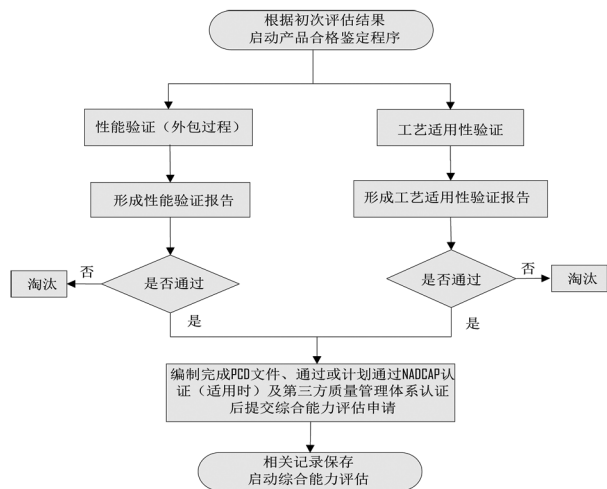 根据初次评估结果
启动产品合格鉴定程序
性能验证（外包过程）
工艺适用性验证
形成性能验证报告
形成工艺适用性验证报告
淘汰
否
是否通过
是否通过
否
淘汰
是
是
编制完成PCD文件、通过或计划通过NADCAP认
证（适用时）及第三方质量管理体系认证
后提交综合能力评估申请
相关记录保存
启动综合能力评估